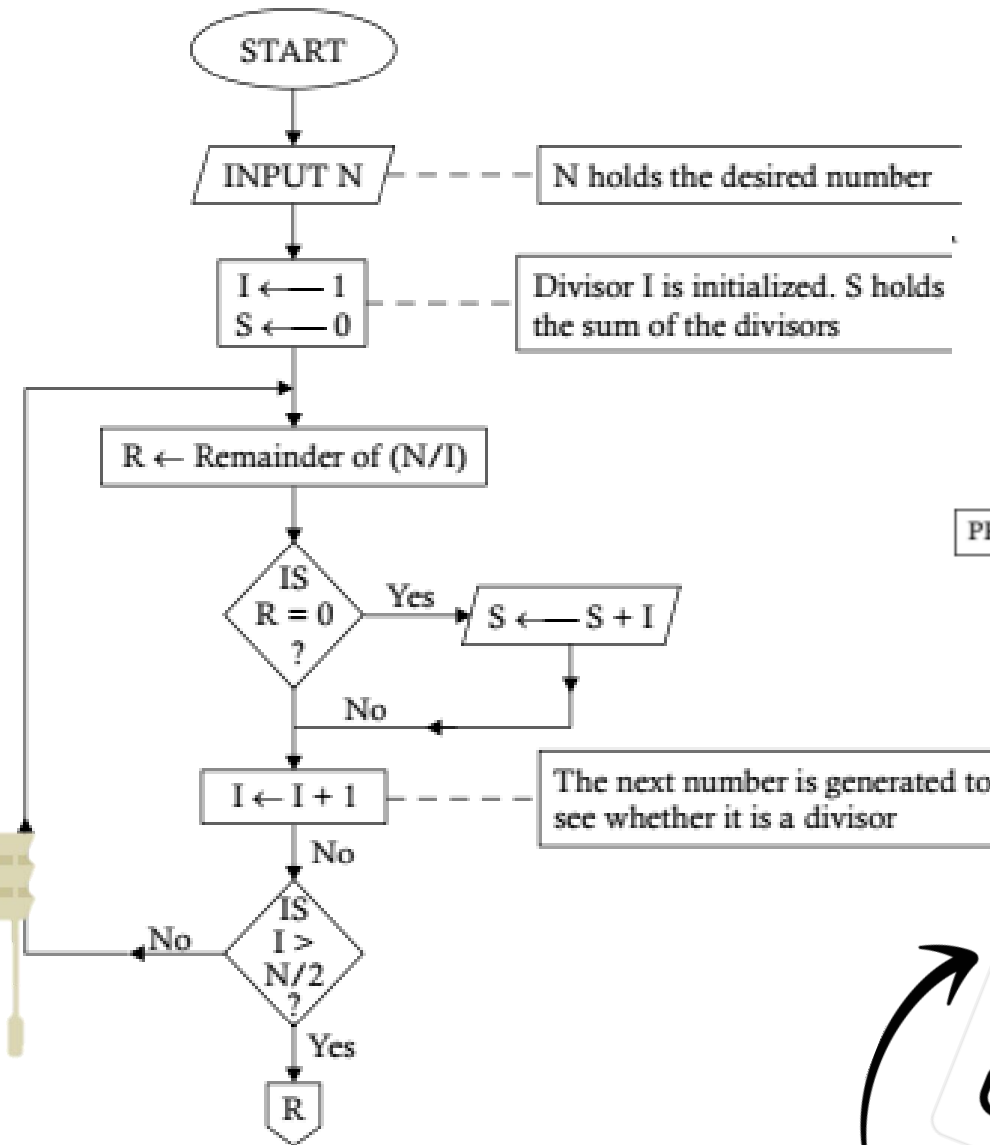 START
INPUT N
N holds the desired number
I ← 1
S ← 0
Divisor I is initialized. S holds
the sum of the divisors
R ← Remainder of (N/I)
IS
R = 0
?
Yes
S ← S + I
No
I ← I + 1
The next number is generated to
see whether it is a divisor
No
IS
I >
N/2
?
No
Yes
R